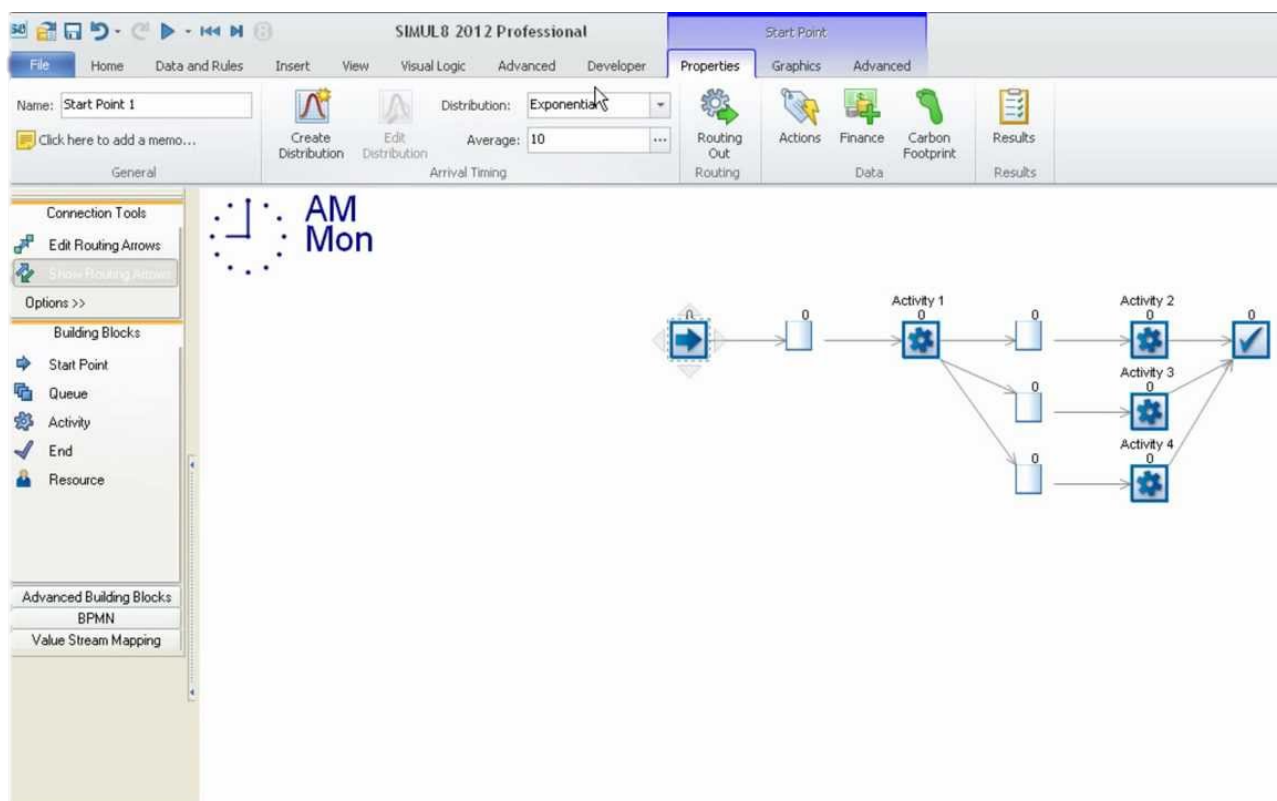 SIMUL8 2012 Professional
Start Point
File Home Data and Rules Insert View Visual Logic Advanced Developer Properties Graphics Advanced
Name: Start Point 1
Distribution: Exponential
Click here to add a memo...
Create Distribution
Edit Distribution
Average: 10
Routing Out
Actions
Finance
Carbon Footprint
Results
General
Arrival Timing
Routing
Data
Results
Connection Tools
Edit Routing Arrows
Show Routing Arrows
Options >>
Building Blocks
Start Point
Queue
Activity
End
Resource
Advanced Building Blocks
BPMN
Value Stream Mapping
AM
Mon
0
0
Activity 1
0
0
Activity 2
0
0
Activity 3
0
0
Activity 4
0
0